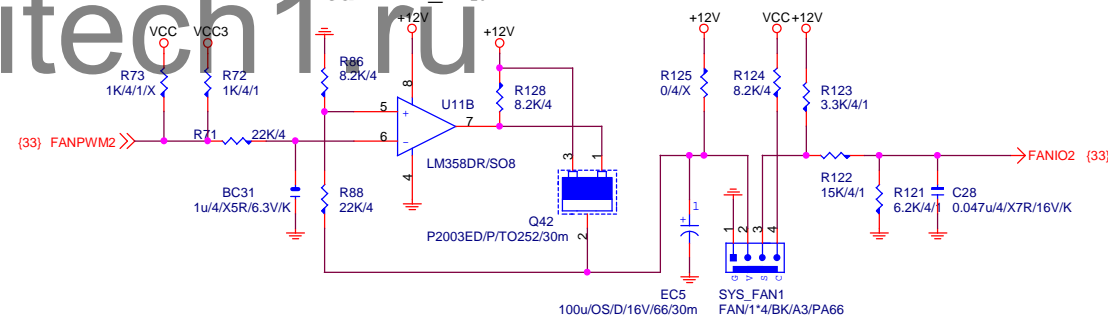 itech1.ru
+12V
+12V
+12V
VCC
+12V
VCC
VCC3
R73
1K/4/1/X
R72
1K/4/1
R86
8.2K/4
8
U11B
R128
8.2K/4
R125
0/4/X
R124
8.2K/4
R123
3.3K/4/1
5
+
7
6
-
{33} FANPWM2
R71
22K/4
LM358DR/SO8
4
3
1
FANIO2 {33}
BC31
1u/4/X5R/6.3V/K
R88
22K/4
R122
15K/4/1
R121
6.2K/4/1
C28
0.047u/4/X7R/16V/K
Q42
P2003ED/P/TO252/30m
2
+
1
1
2
3
4
G
V
S
C
EC5
100u/OS/D/16V/66/30m
SYS_FAN1
FAN/1*4/BK/A3/PA66